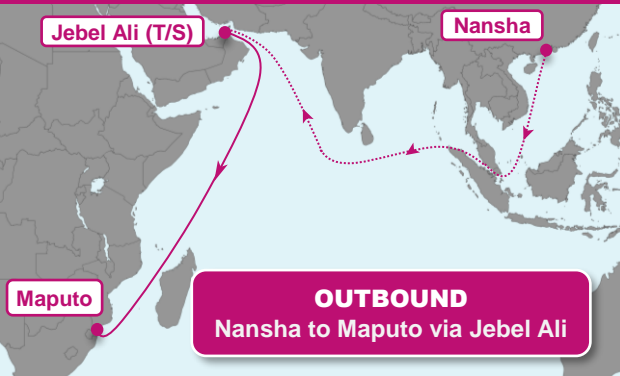 Jebel Ali (T/S)
Nansha
Maputo
OUTBOUND
Nansha to Maputo via Jebel Ali